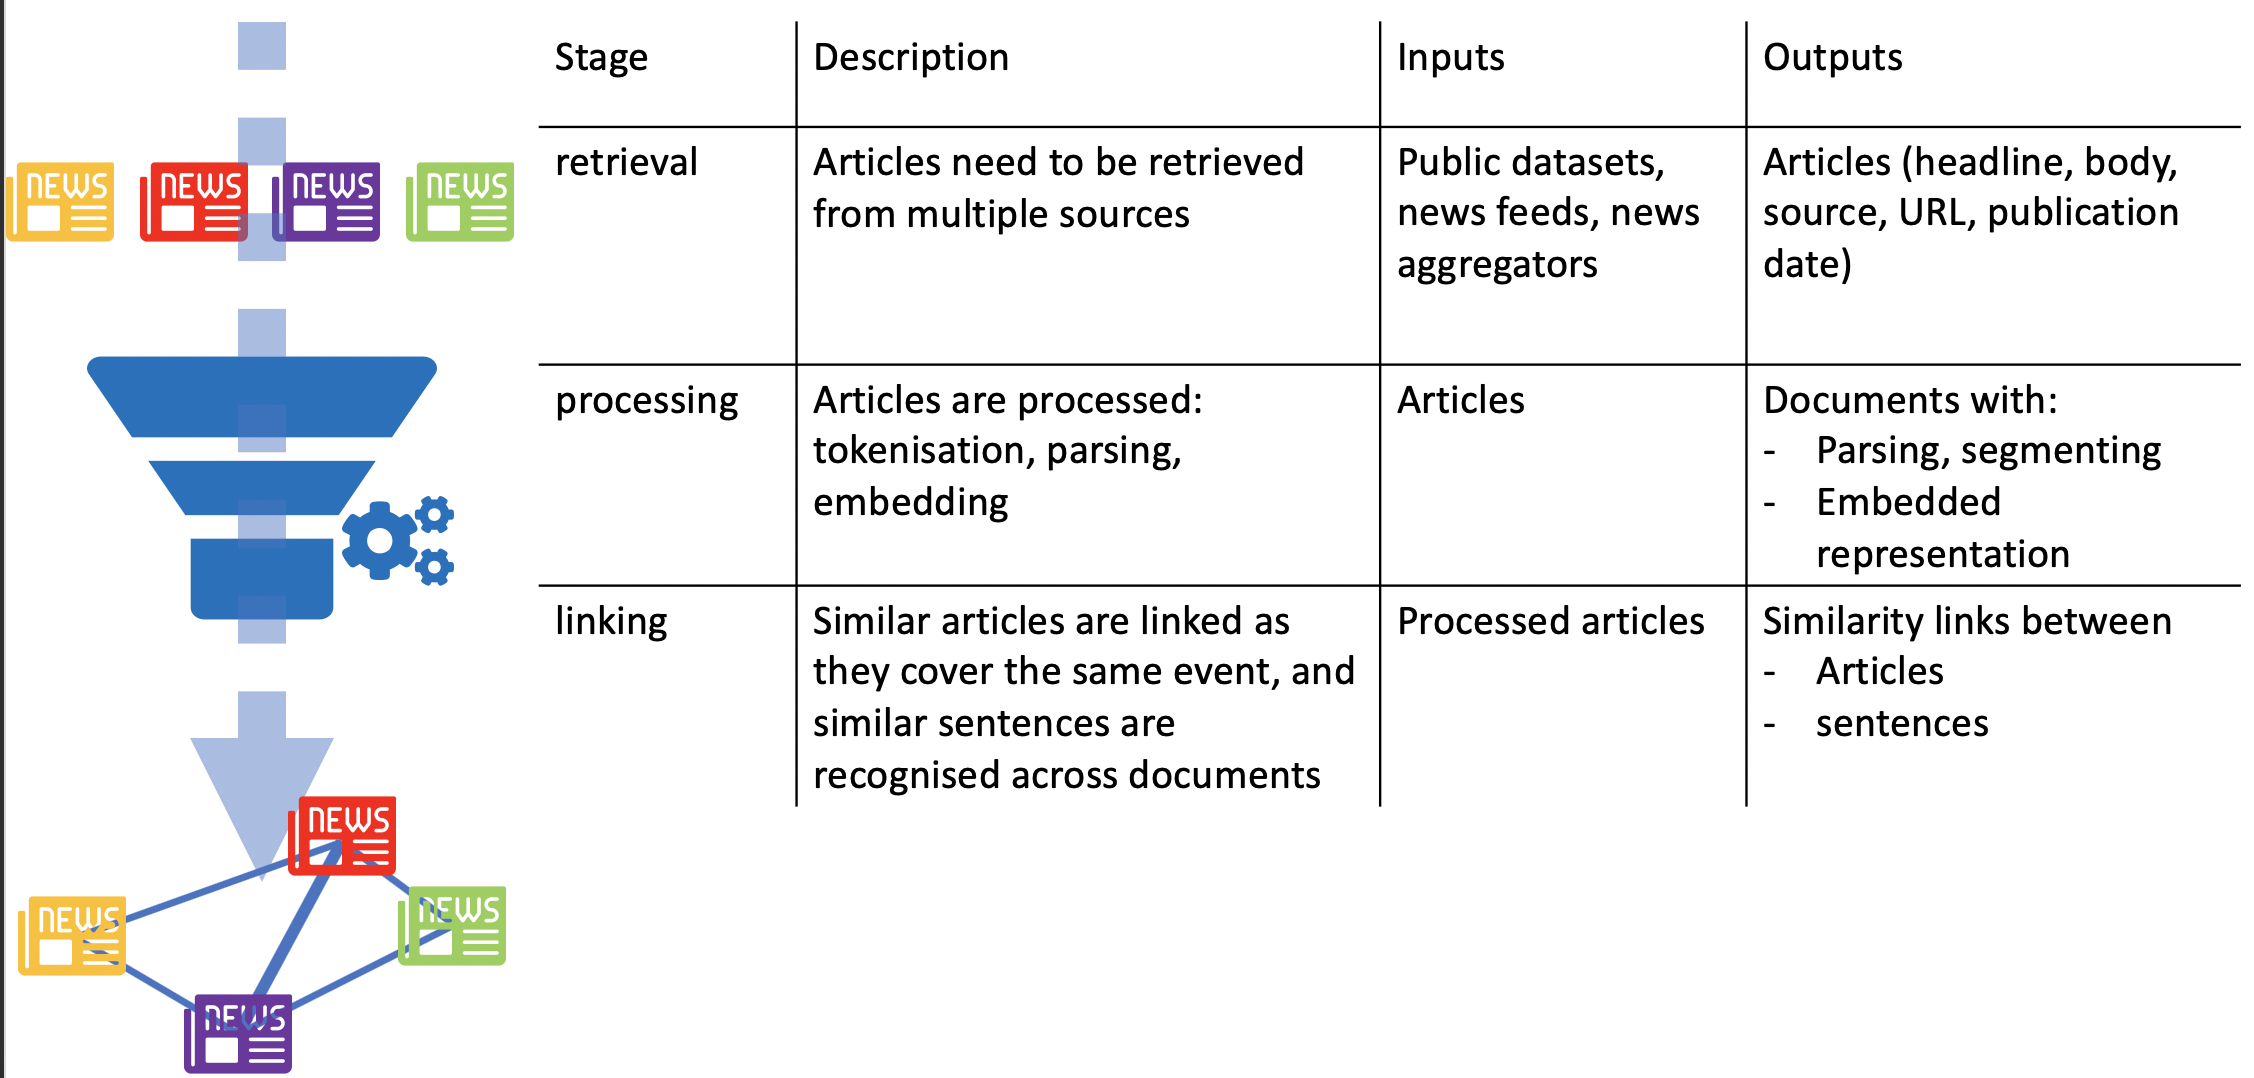 Stage
Description
Inputs
Outputs
NEWS
NEWS
NEWS
NEWS
retrieval
Articles need to be retrieved
from multiple sources
Public datasets,
news feeds, news
aggregators
Articles (headline, body,
source, URL, publication
date)
processing
Articles are processed:
tokenisation, parsing,
embedding
Articles
Documents with:
- Parsing, segmenting
- Embedded
representation
linking
Similar articles are linked as
they cover the same event, and
similar sentences are
recognised across documents
Processed articles
Similarity links between
- Articles
- sentences
NEWS
NEWS
NEWS
NEWS